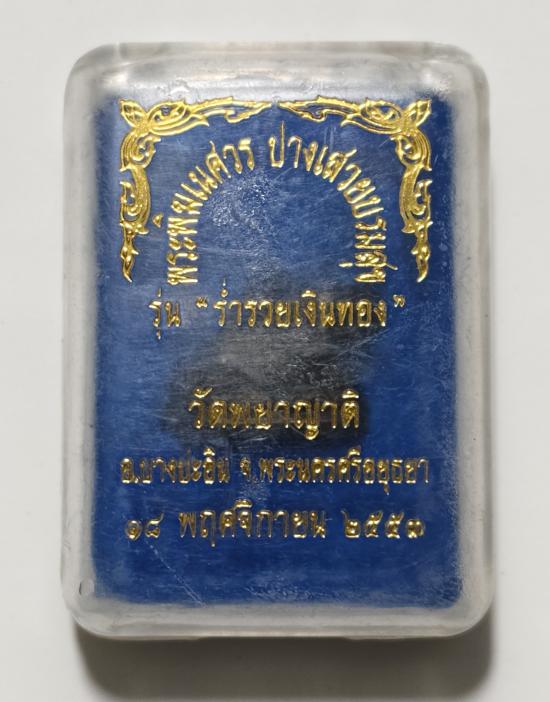 พระพิฆเนศวร ปางเสวยบรมสุข
รุ่น “ร่ำรวยเงินทอง”
วัดพยาญาติ
อ.บางปะอิน จ.พระนครศรีอยุธยา
๑๘ พฤศจิกายน ๒๕๕๓